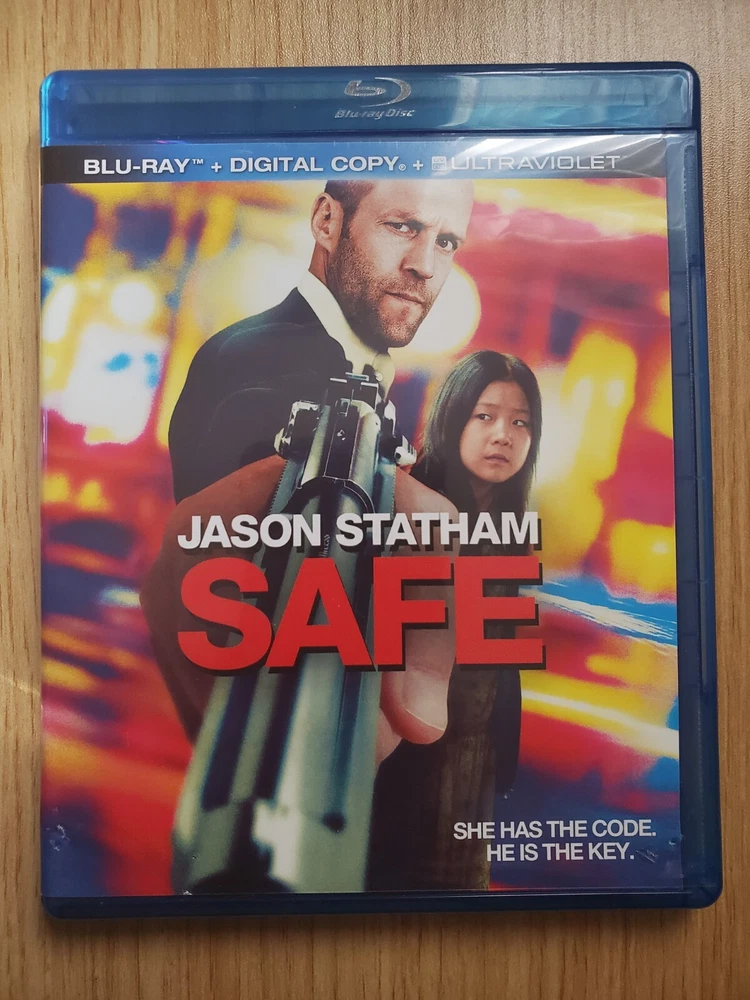 Blu-ray Disc
BLU-RAY™ + DIGITAL COPY® + ULTRAVIOLET™
JASON STATHAM
SAFE
SHE HAS THE CODE.
HE IS THE KEY.